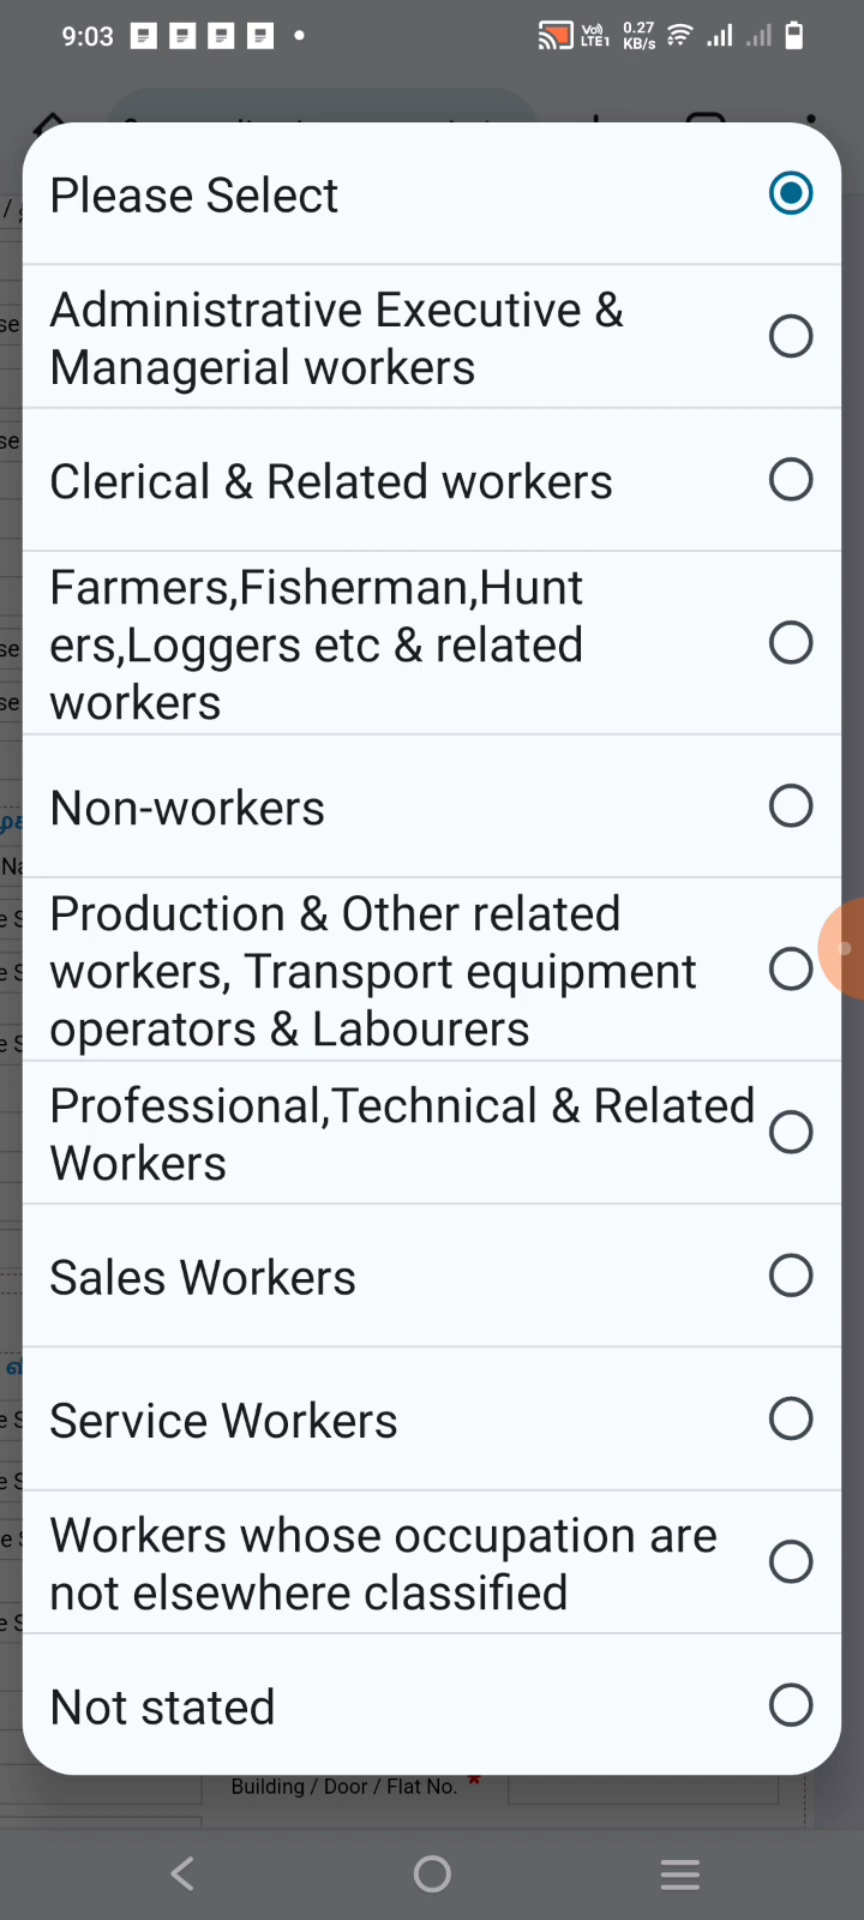 9:03
Vo) LTE1
0.27 KB/s
Please Select
Administrative Executive &
Managerial workers
Clerical & Related workers
Farmers,Fisherman,Hunt
ers,Loggers etc & related
workers
Non-workers
Production & Other related
workers, Transport equipment
operators & Labourers
Professional,Technical & Related
Workers
Sales Workers
Service Workers
Workers whose occupation are
not elsewhere classified
Not stated
Building / Door / Flat No. *